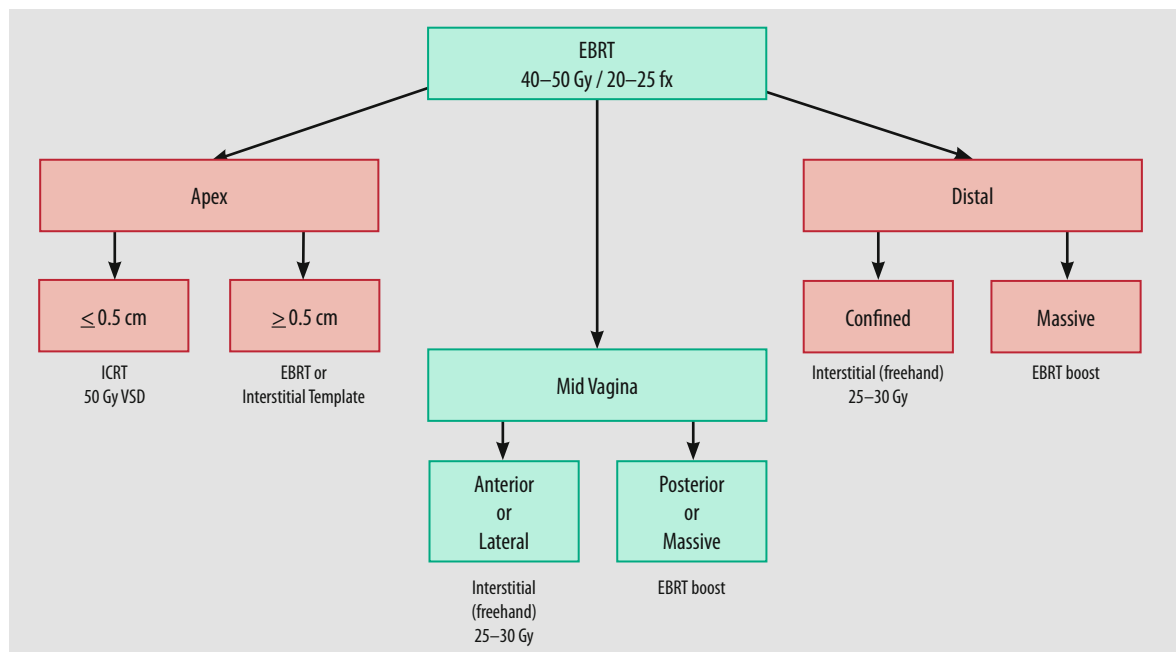 EBRT
40–50 Gy / 20–25 fx
Apex
Distal
≤ 0.5 cm
≥ 0.5 cm
Confined
Massive
ICRT
50 Gy VSD
EBRT or
Interstitial Template
Interstitial (freehand)
25–30 Gy
EBRT boost
Mid Vagina
Anterior
or
Lateral
Posterior
or
Massive
Interstitial
(freehand)
25–30 Gy
EBRT boost